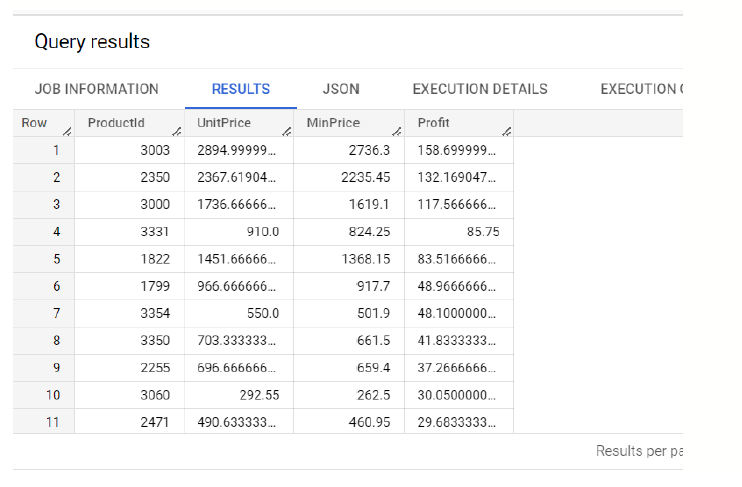 Query results
JOB INFORMATION RESULTS JSON EXECUTION DETAILS EXECUTION
Row ProductId UnitPrice MinPrice Profit
1 3003 2894.99999... 2736.3 158.699999...
2 2350 2367.61904... 2235.45 132.169047...
3 3000 1736.66666... 1619.1 117.566666...
4 3331 910.0 824.25 85.75
5 1822 1451.66666... 1368.15 83.5166666...
6 1799 966.666666... 917.7 48.9666666...
7 3354 550.0 501.9 48.1000000...
8 3350 703.333333... 661.5 41.8333333...
9 2255 696.666666... 659.4 37.2666666...
10 3060 292.55 262.5 30.0500000...
11 2471 490.633333... 460.95 29.6833333...
Results per pa